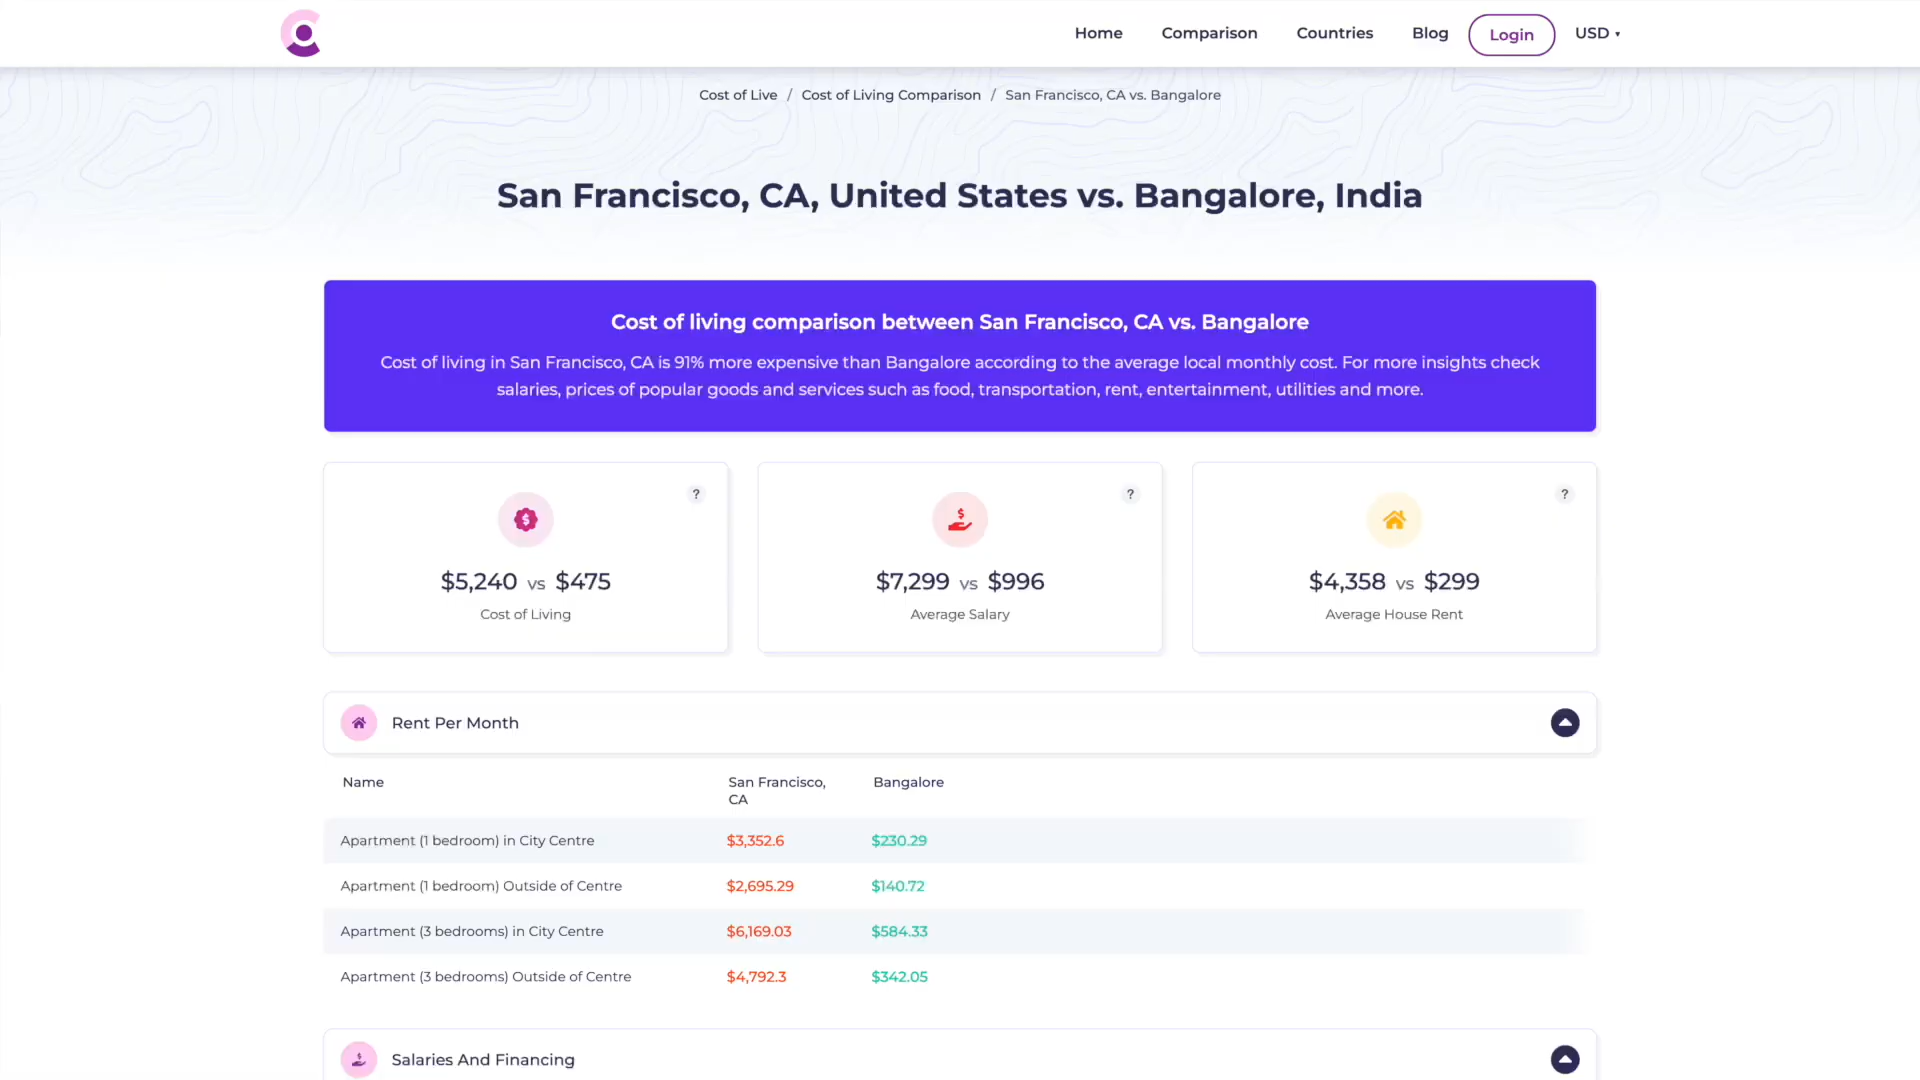 Home Comparison Countries Blog Login USD ▾
Cost of Live / Cost of Living Comparison / San Francisco, CA vs. Bangalore
San Francisco, CA, United States vs. Bangalore, India
Cost of living comparison between San Francisco, CA vs. Bangalore
Cost of living in San Francisco, CA is 91% more expensive than Bangalore according to the average local monthly cost. For more insights check
salaries, prices of popular goods and services such as food, transportation, rent, entertainment, utilities and more.
? ? ?
$5,240 vs $475
Cost of Living
$7,299 vs $996
Average Salary
$4,358 vs $299
Average House Rent
Rent Per Month
Name San Francisco, Bangalore
CA
Apartment (1 bedroom) in City Centre $3,352.6 $230.29
Apartment (1 bedroom) Outside of Centre $2,695.29 $140.72
Apartment (3 bedrooms) in City Centre $6,169.03 $584.33
Apartment (3 bedrooms) Outside of Centre $4,792.3 $342.05
Salaries And Financing